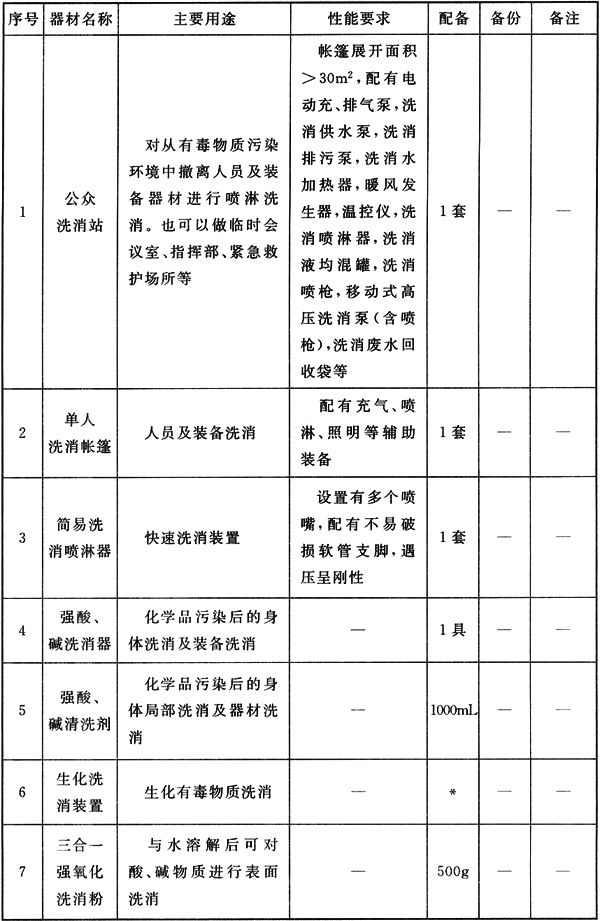 序号 器材名称 主要用途 性能要求 配备 备份 备注
1
公众
洗消站
对从有毒物质污染
环境中撤离人员及装
备器材进行喷淋洗
消。也可以做临时会
议室、指挥部、紧急救
护场所等
帐篷展开面积
>30m²,配有电
动充、排气泵,洗
消供水泵,洗消
排污泵,洗消水
加热器,暖风发
生器,温控仪,洗
消喷淋器,洗消
液均混罐,洗消
喷枪,移动式高
压洗消泵(含喷
枪),洗消废水回
收袋等
1套
—
—
2
单人
洗消帐篷
人员及装备洗消
配有充气、喷
淋、照明等辅助
装备
1套
—
—
3
简易洗
消喷淋器
快速洗消装置
设置有多个喷
嘴,配有不易破
损软管支脚,遇
压呈刚性
1套
—
—
4
强酸、
碱洗消器
化学品污染后的身
体洗消及装备洗消
—
1具
—
—
5
强酸、
碱清洗剂
化学品污染后的身
体局部洗消及器材洗
消
—
1000mL
—
—
6
生化洗
消装置
生化有毒物质洗消
—
*
—
—
7
三合一
强氧化
洗消粉
与水溶解后可对
酸、碱物质进行表面
洗消
—
500g
—
—